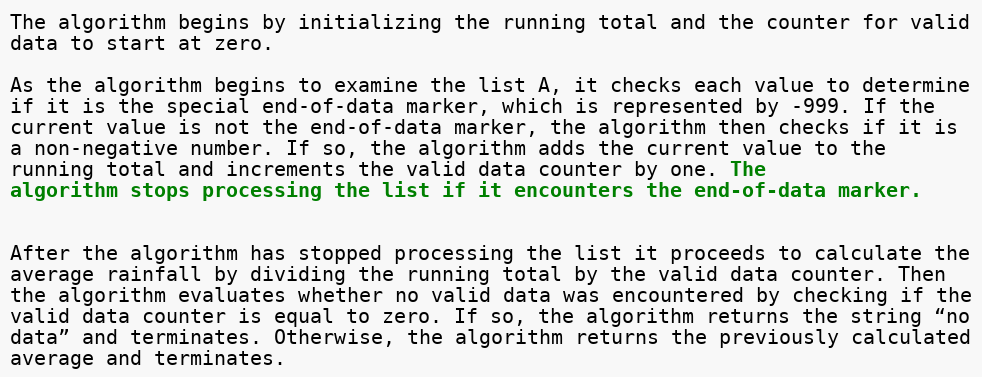 The algorithm begins by initializing the running total and the counter for valid
data to start at zero.
As the algorithm begins to examine the list A, it checks each value to determine
if it is the special end-of-data marker, which is represented by -999. If the
current value is not the end-of-data marker, the algorithm then checks if it is
a non-negative number. If so, the algorithm adds the current value to the
running total and increments the valid data counter by one. The
algorithm stops processing the list if it encounters the end-of-data marker.
After the algorithm has stopped processing the list it proceeds to calculate the
average rainfall by dividing the running total by the valid data counter. Then
the algorithm evaluates whether no valid data was encountered by checking if the
valid data counter is equal to zero. If so, the algorithm returns the string “no
data” and terminates. Otherwise, the algorithm returns the previously calculated
average and terminates.